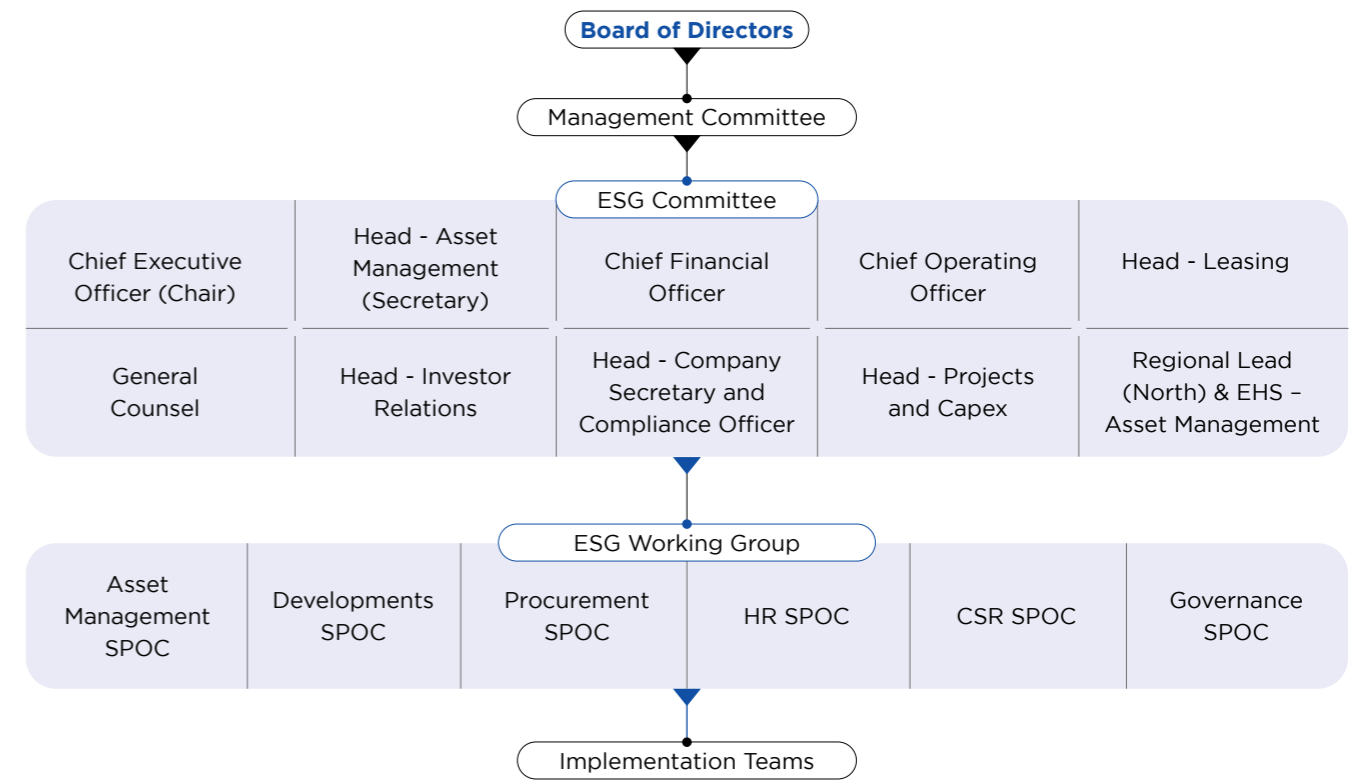 Board of Directors
Management Committee
ESG Committee
Chief Executive
Officer (Chair)
Head - Asset
Management
(Secretary)
Chief Financial
Officer
Chief Operating
Officer
Head - Leasing
General
Counsel
Head - Investor
Relations
Head - Company
Secretary and
Compliance Officer
Head - Projects
and Capex
Regional Lead
(North) & EHS –
Asset Management
ESG Working Group
Asset
Management
SPOC
Developments
SPOC
Procurement
SPOC
HR SPOC
CSR SPOC
Governance
SPOC
Implementation Teams